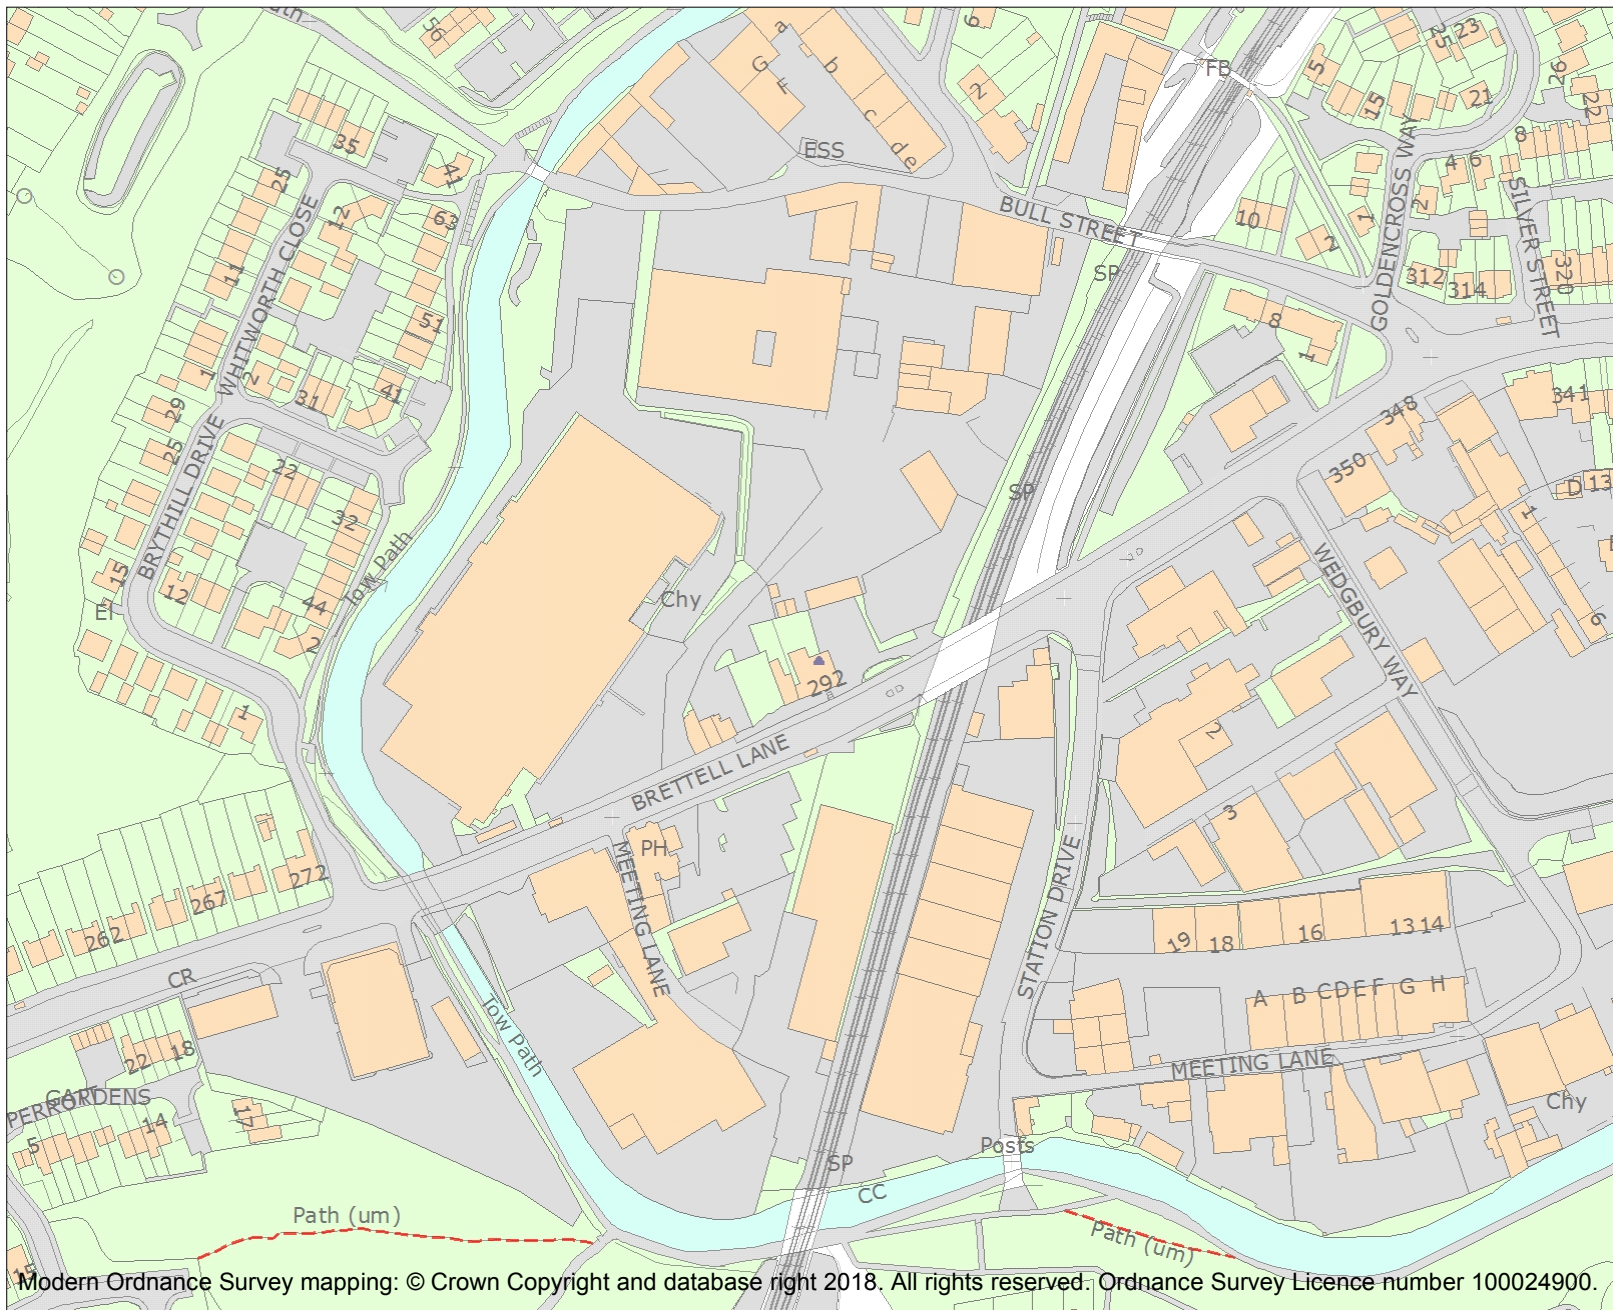 ath
56
a
G
b
F
c
d
e
ESS
6
2
FB
5
25
23
15
21
26
22
8
4
6
2
1
GOLDENCROSS WAY
SILVER STREET
10
2
312
314
320
BULL STREET
SP
8
1
35
41
25
12
63
11
WHITWORTH CLOSE
51
1
2
31
41
29
25
BRYTHILL DRIVE
22
32
Tow Path
15
12
44
2
El
1
Chy
292
SP
348
350
341
D
13
1
6
WEDGBURY WAY
BRETTELL LANE
2
3
PH
MEETING LANE
STATION DRIVE
272
267
262
CR
19
18
16
13
14
A
B
C
D
E
F
G
H
MEETING LANE
Chy
Tow Path
22
18
GARDENS
PERROTT
14
17
5
Posts
SP
CC
Path (um)
Path (um)
15
Modern Ordnance Survey mapping: © Crown Copyright and database right 2018. All rights reserved. Ordnance Survey Licence number 100024900.